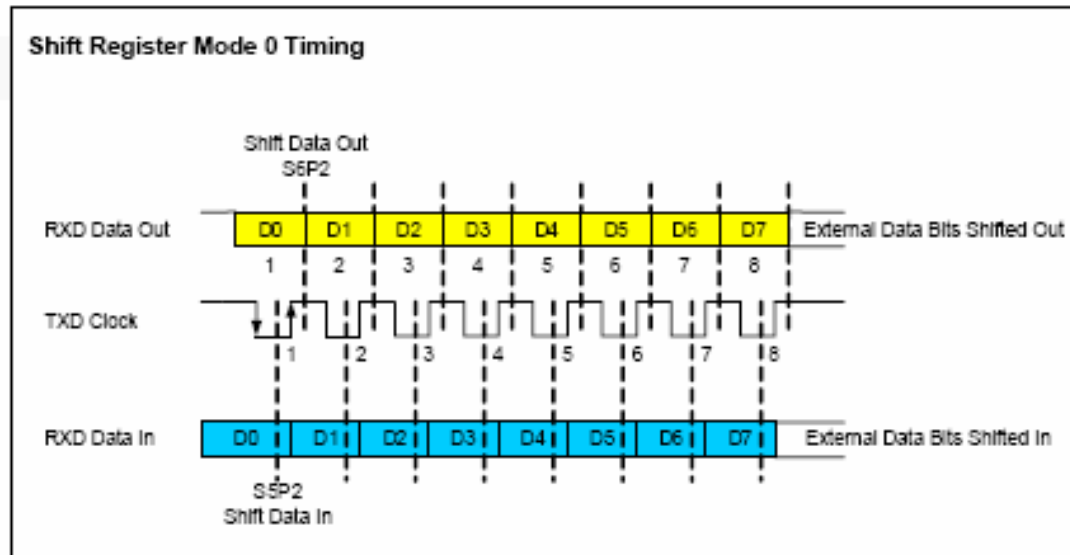 Shift Register Mode 0 Timing
Shift Data Out
S6P2
RXD Data Out D0 D1 D2 D3 D4 D5 D6 D7 External Data Bits Shifted Out
1 2 3 4 5 6 7 8
TXD Clock
1 2 3 4 5 6 7 8
RXD Data In D0 D1 D2 D3 D4 D5 D6 D7 External Data Bits Shifted In
S5P2
Shift Data In